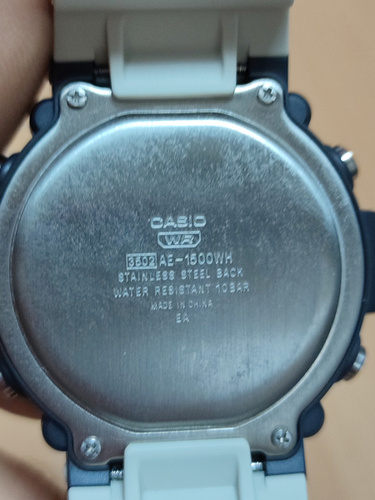 CASIO
WR
3502 AE-1500WH
STAINLESS STEEL BACK
WATER RESISTANT 10BAR
MADE IN CHINA
EA